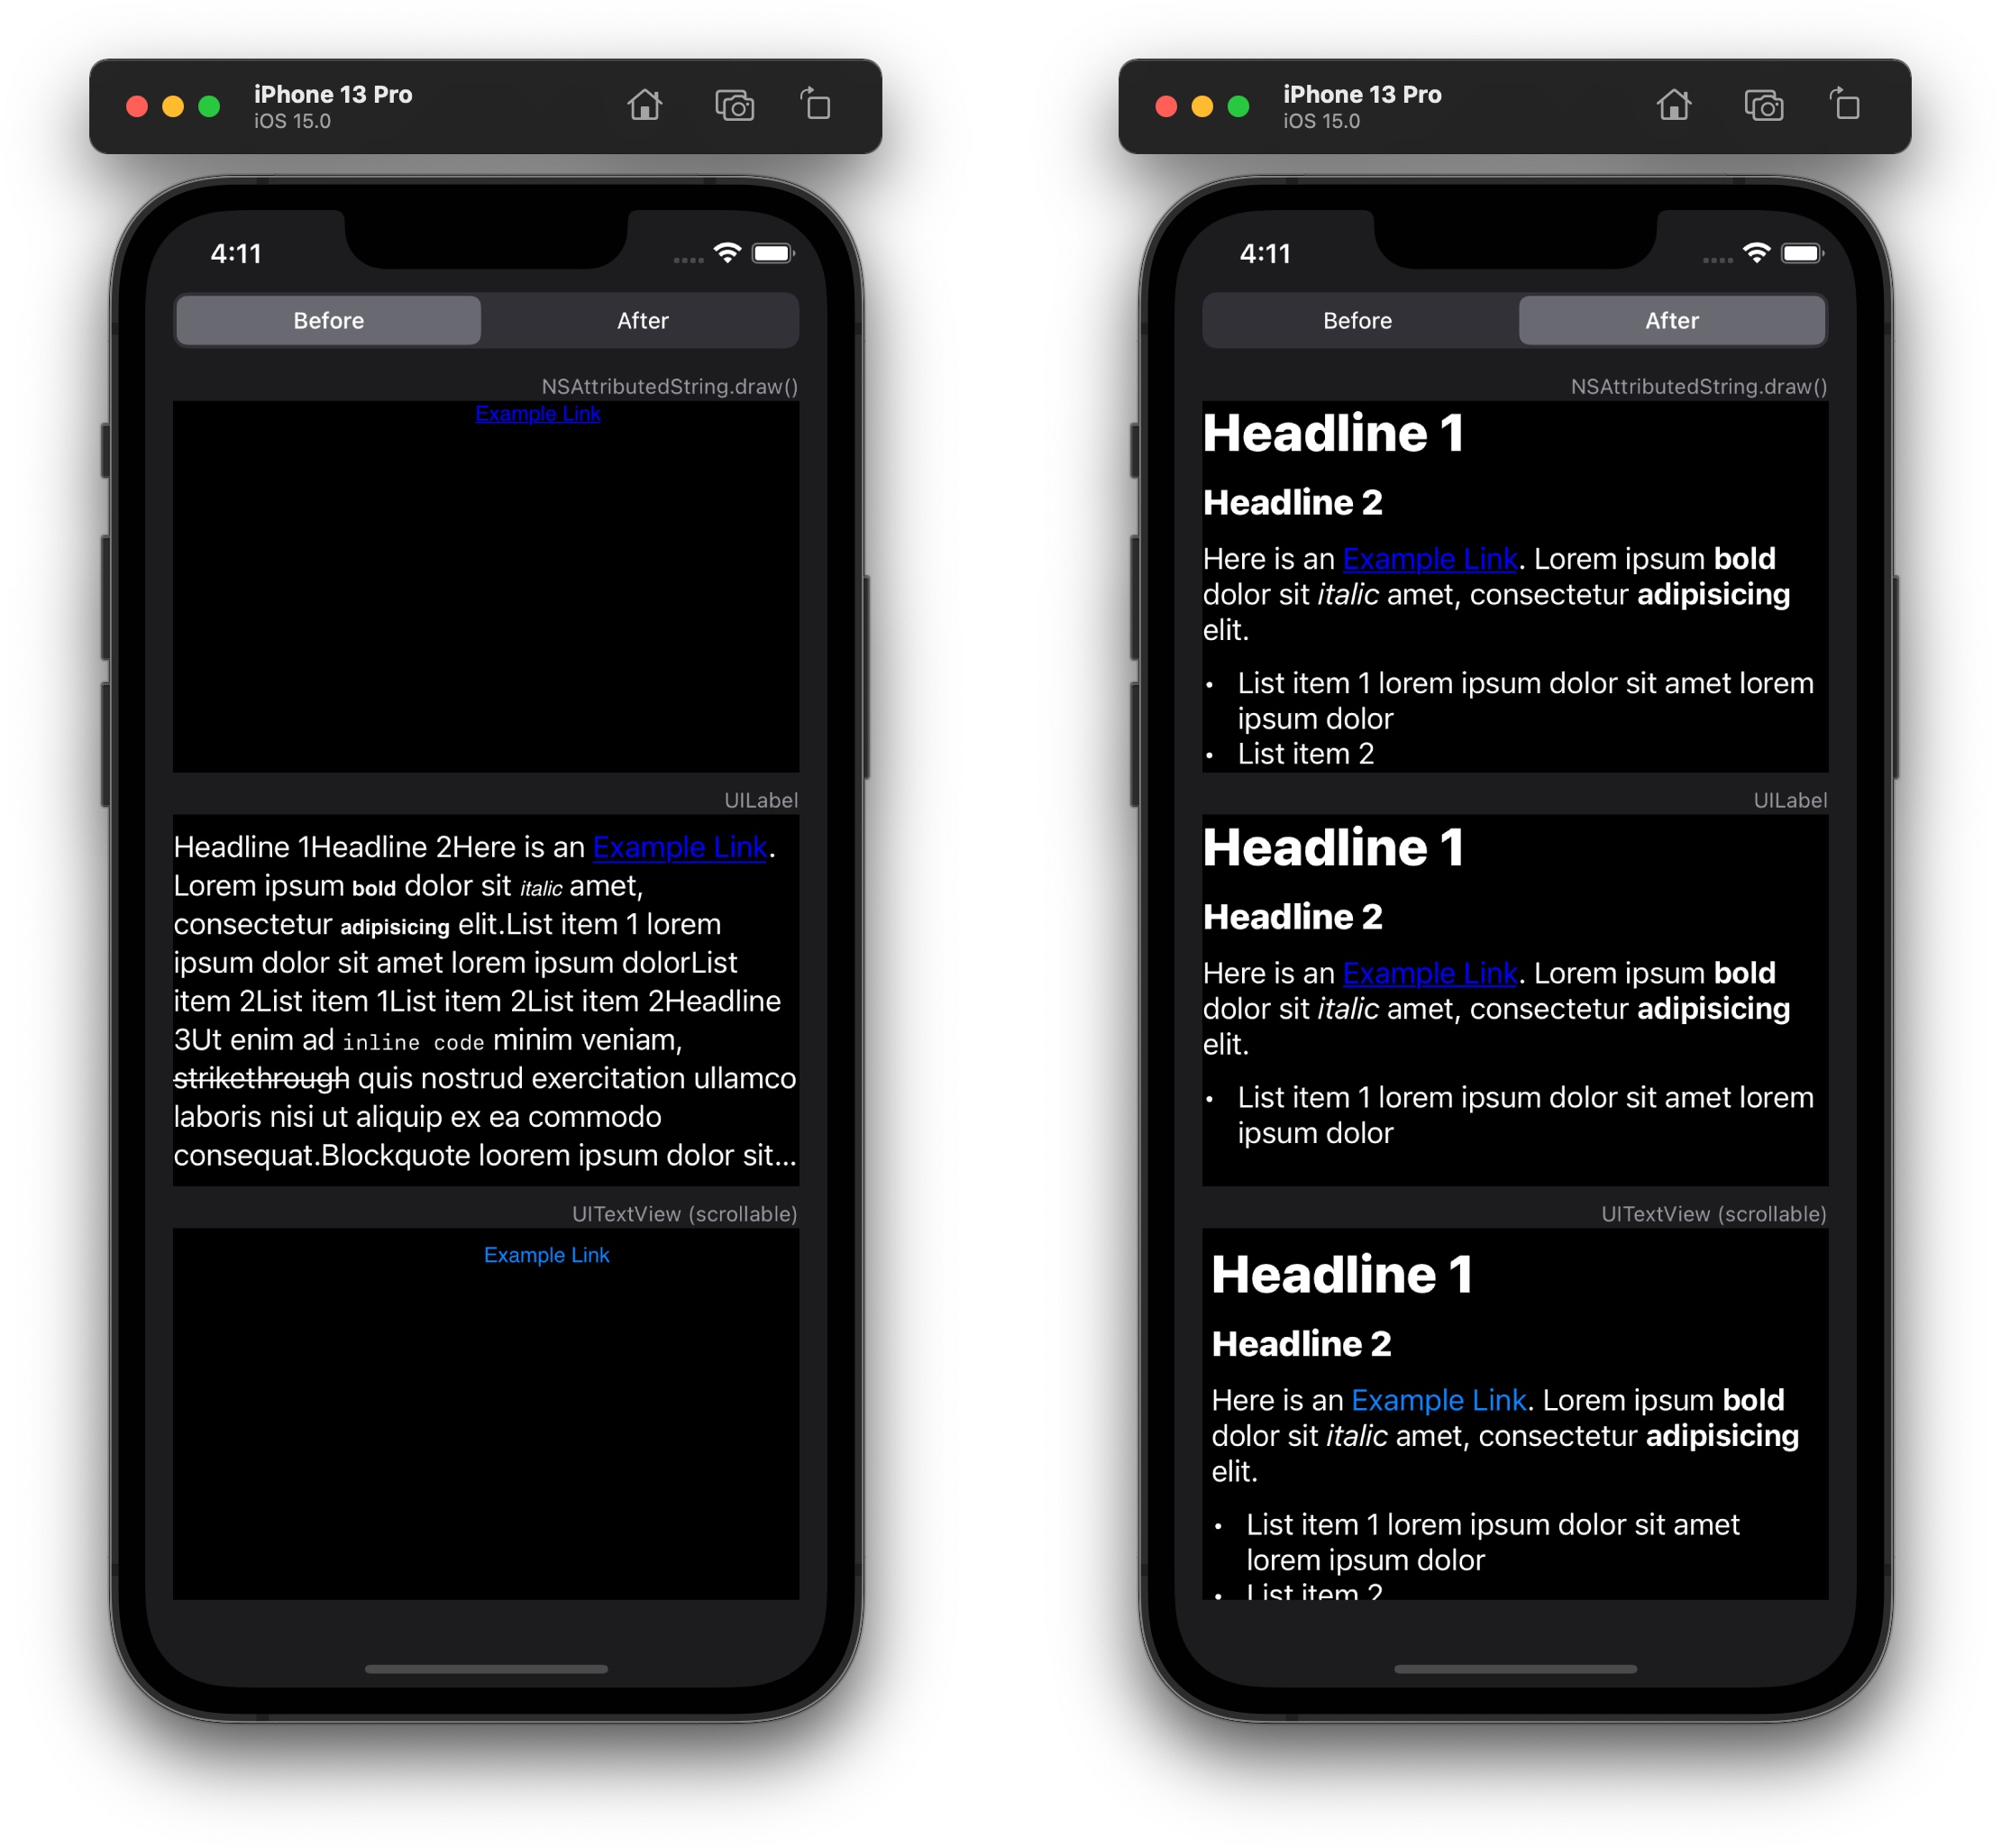 iPhone 13 Pro
iOS 15.0
4:11
Before After
NSAttributedString.draw()
Example Link
UILabel
Headline 1Headline 2Here is an Example Link.
Lorem ipsum bold dolor sit italic amet,
consectetur adipisicing elit.List item 1 lorem
ipsum dolor sit amet lorem ipsum dolorList
item 2List item 1List item 2List item 2Headline
3Ut enim ad inline code minim veniam,
strikethrough quis nostrud exercitation ullamco
laboris nisi ut aliquip ex ea commodo
consequat.Blockquote loorem ipsum dolor sit...
UITextView (scrollable)
Example Link
iPhone 13 Pro
iOS 15.0
4:11
Before After
NSAttributedString.draw()
Headline 1
Headline 2
Here is an Example Link. Lorem ipsum bold
dolor sit italic amet, consectetur adipisicing
elit.
• List item 1 lorem ipsum dolor sit amet lorem
ipsum dolor
• List item 2
UILabel
Headline 1
Headline 2
Here is an Example Link. Lorem ipsum bold
dolor sit italic amet, consectetur adipisicing
elit.
• List item 1 lorem ipsum dolor sit amet lorem
ipsum dolor
UITextView (scrollable)
Headline 1
Headline 2
Here is an Example Link. Lorem ipsum bold
dolor sit italic amet, consectetur adipisicing
elit.
• List item 1 lorem ipsum dolor sit amet
lorem ipsum dolor
• List item 2